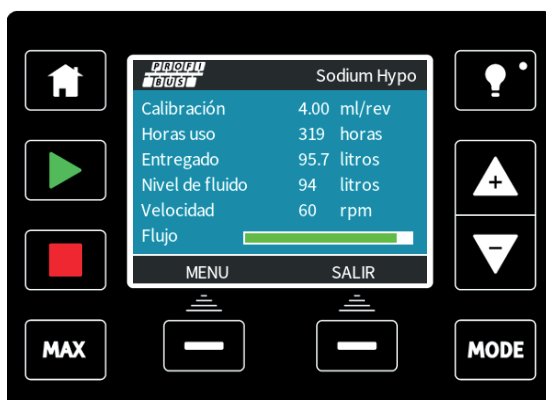 PROFI
BUS
Sodium Hypo
Calibración 4.00 ml/rev
Horas uso 319 horas
Entregado 95.7 litros
Nivel de fluido 94 litros
Velocidad 60 rpm
Flujo
MENU SALIR
+
−
MAX
MODE